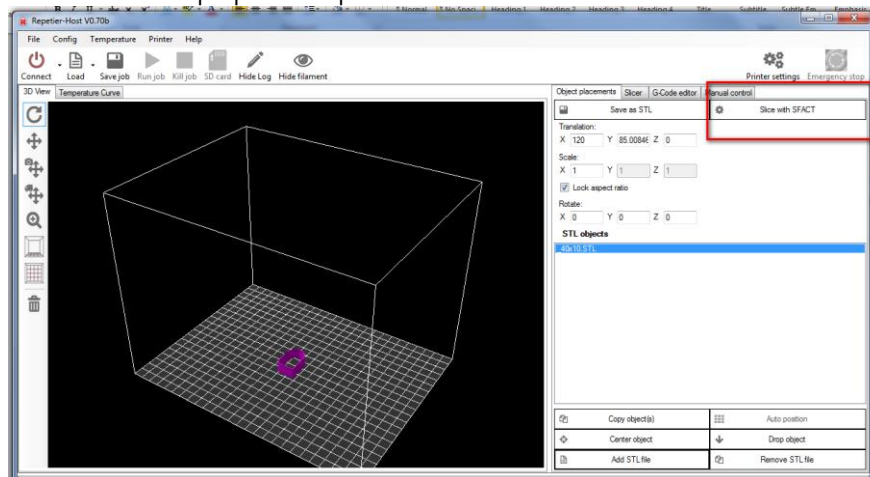 Normal No Spaci Heading 1 Heading 2 Heading 3 Heading 4 Title Subtitle Subtle Em Emphasis
Repetier-Host V0.70b
File Config Temperature Printer Help
Connect Load Save job Run job Kill job SD card Hide Log Hide filament Printer settings Emergency stop
3D View Temperature Curve
Object placements Slicer G-Code editor Manual control
Save as STL Slice with SFACT
Translation:
X 120 Y 85.00846 Z 0
Scale:
X 1 Y 1 Z 1
Lock aspect ratio
Rotate:
X 0 Y 0 Z 0
STL objects
40x10.STL
Copy object(s) Auto position
Center object Drop object
Add STL file Remove STL file